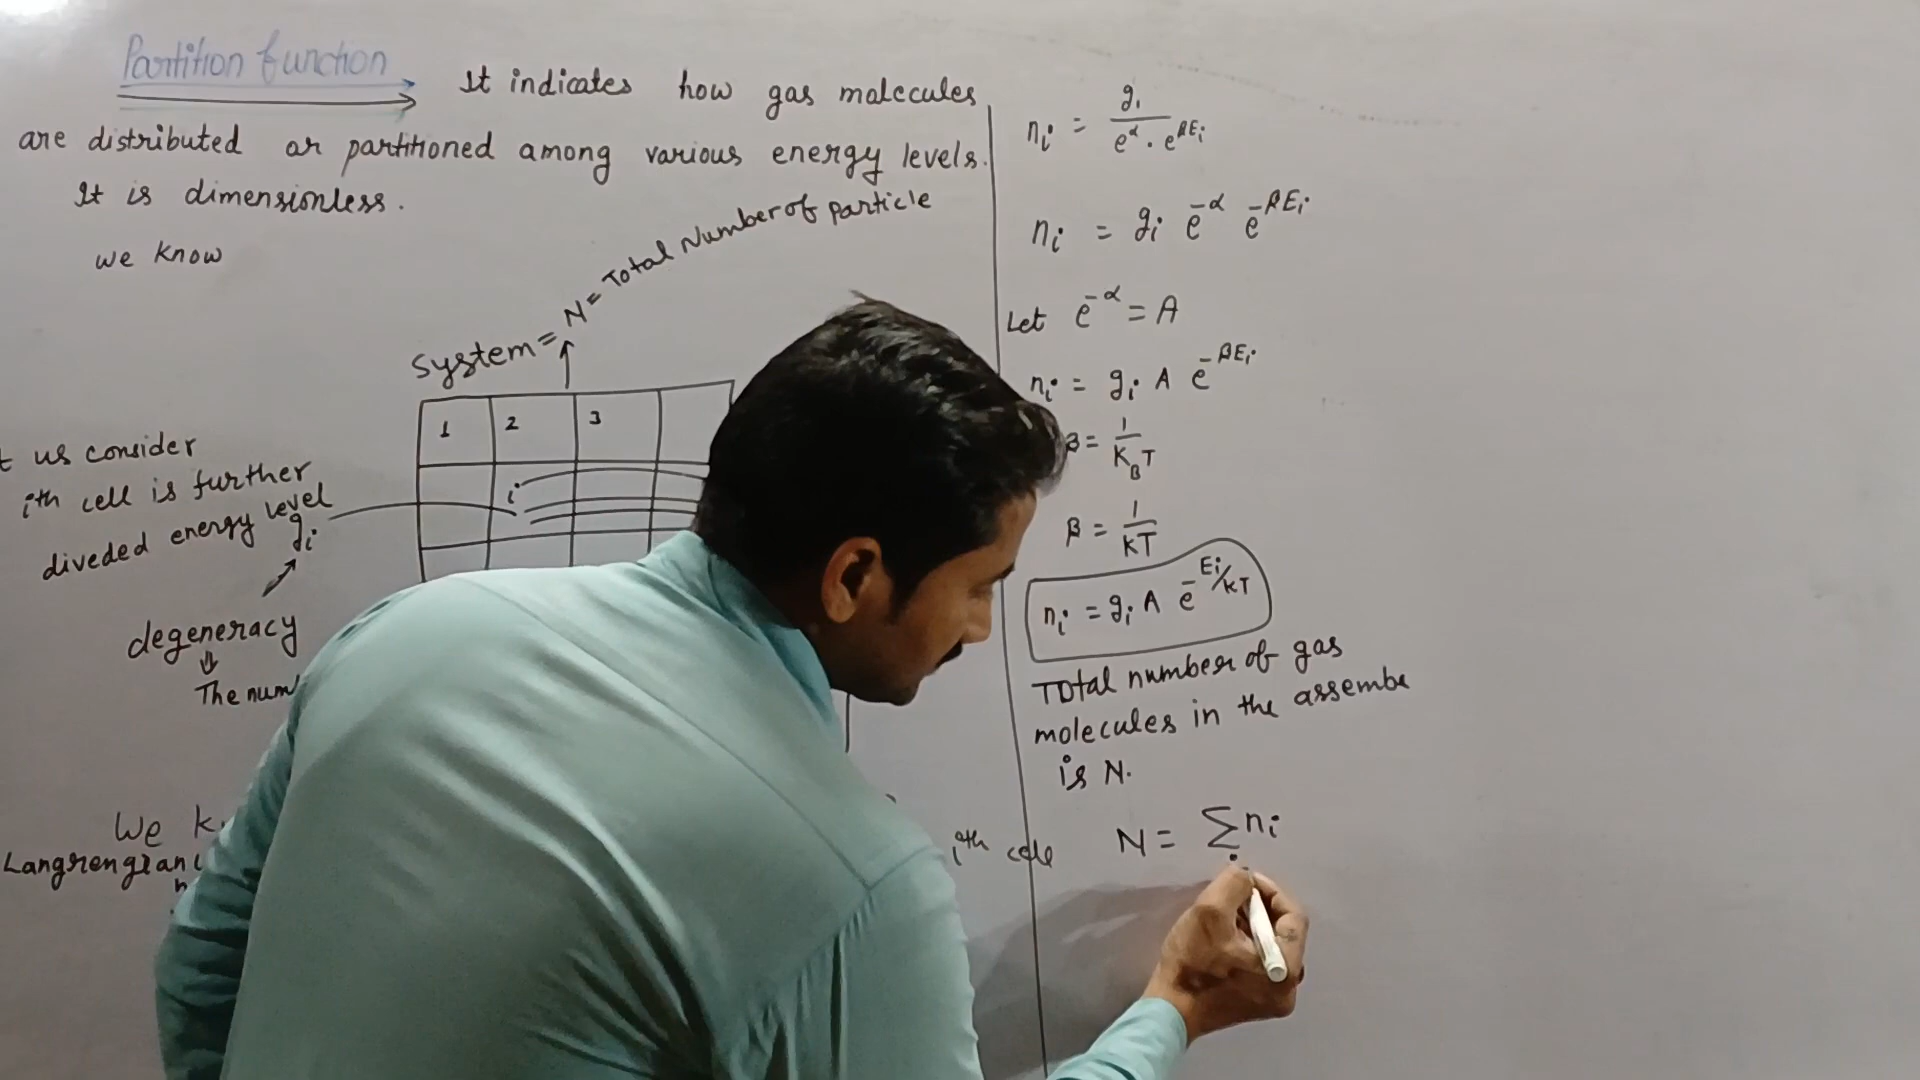 Partition function
It indicates how gas molecules
are distributed or partitioned among various energy levels.
It is dimensionless.
we know
System = N = Total Number of particle
1 2 3
i
us consider
ith cell is further
diveded energy level
gi
degeneracy
⇓
The num
We k
Langrengian
ith cell
ni = gi / e^α . e^βEi
ni = gi e^-α e^-βEi
Let e^-α = A
ni = gi A e^-βEi
β = 1/KBT
β = 1/KT
ni = gi A e^-Ei/KT
Total number of gas
molecules in the assembe
is N.
N = Σ ni